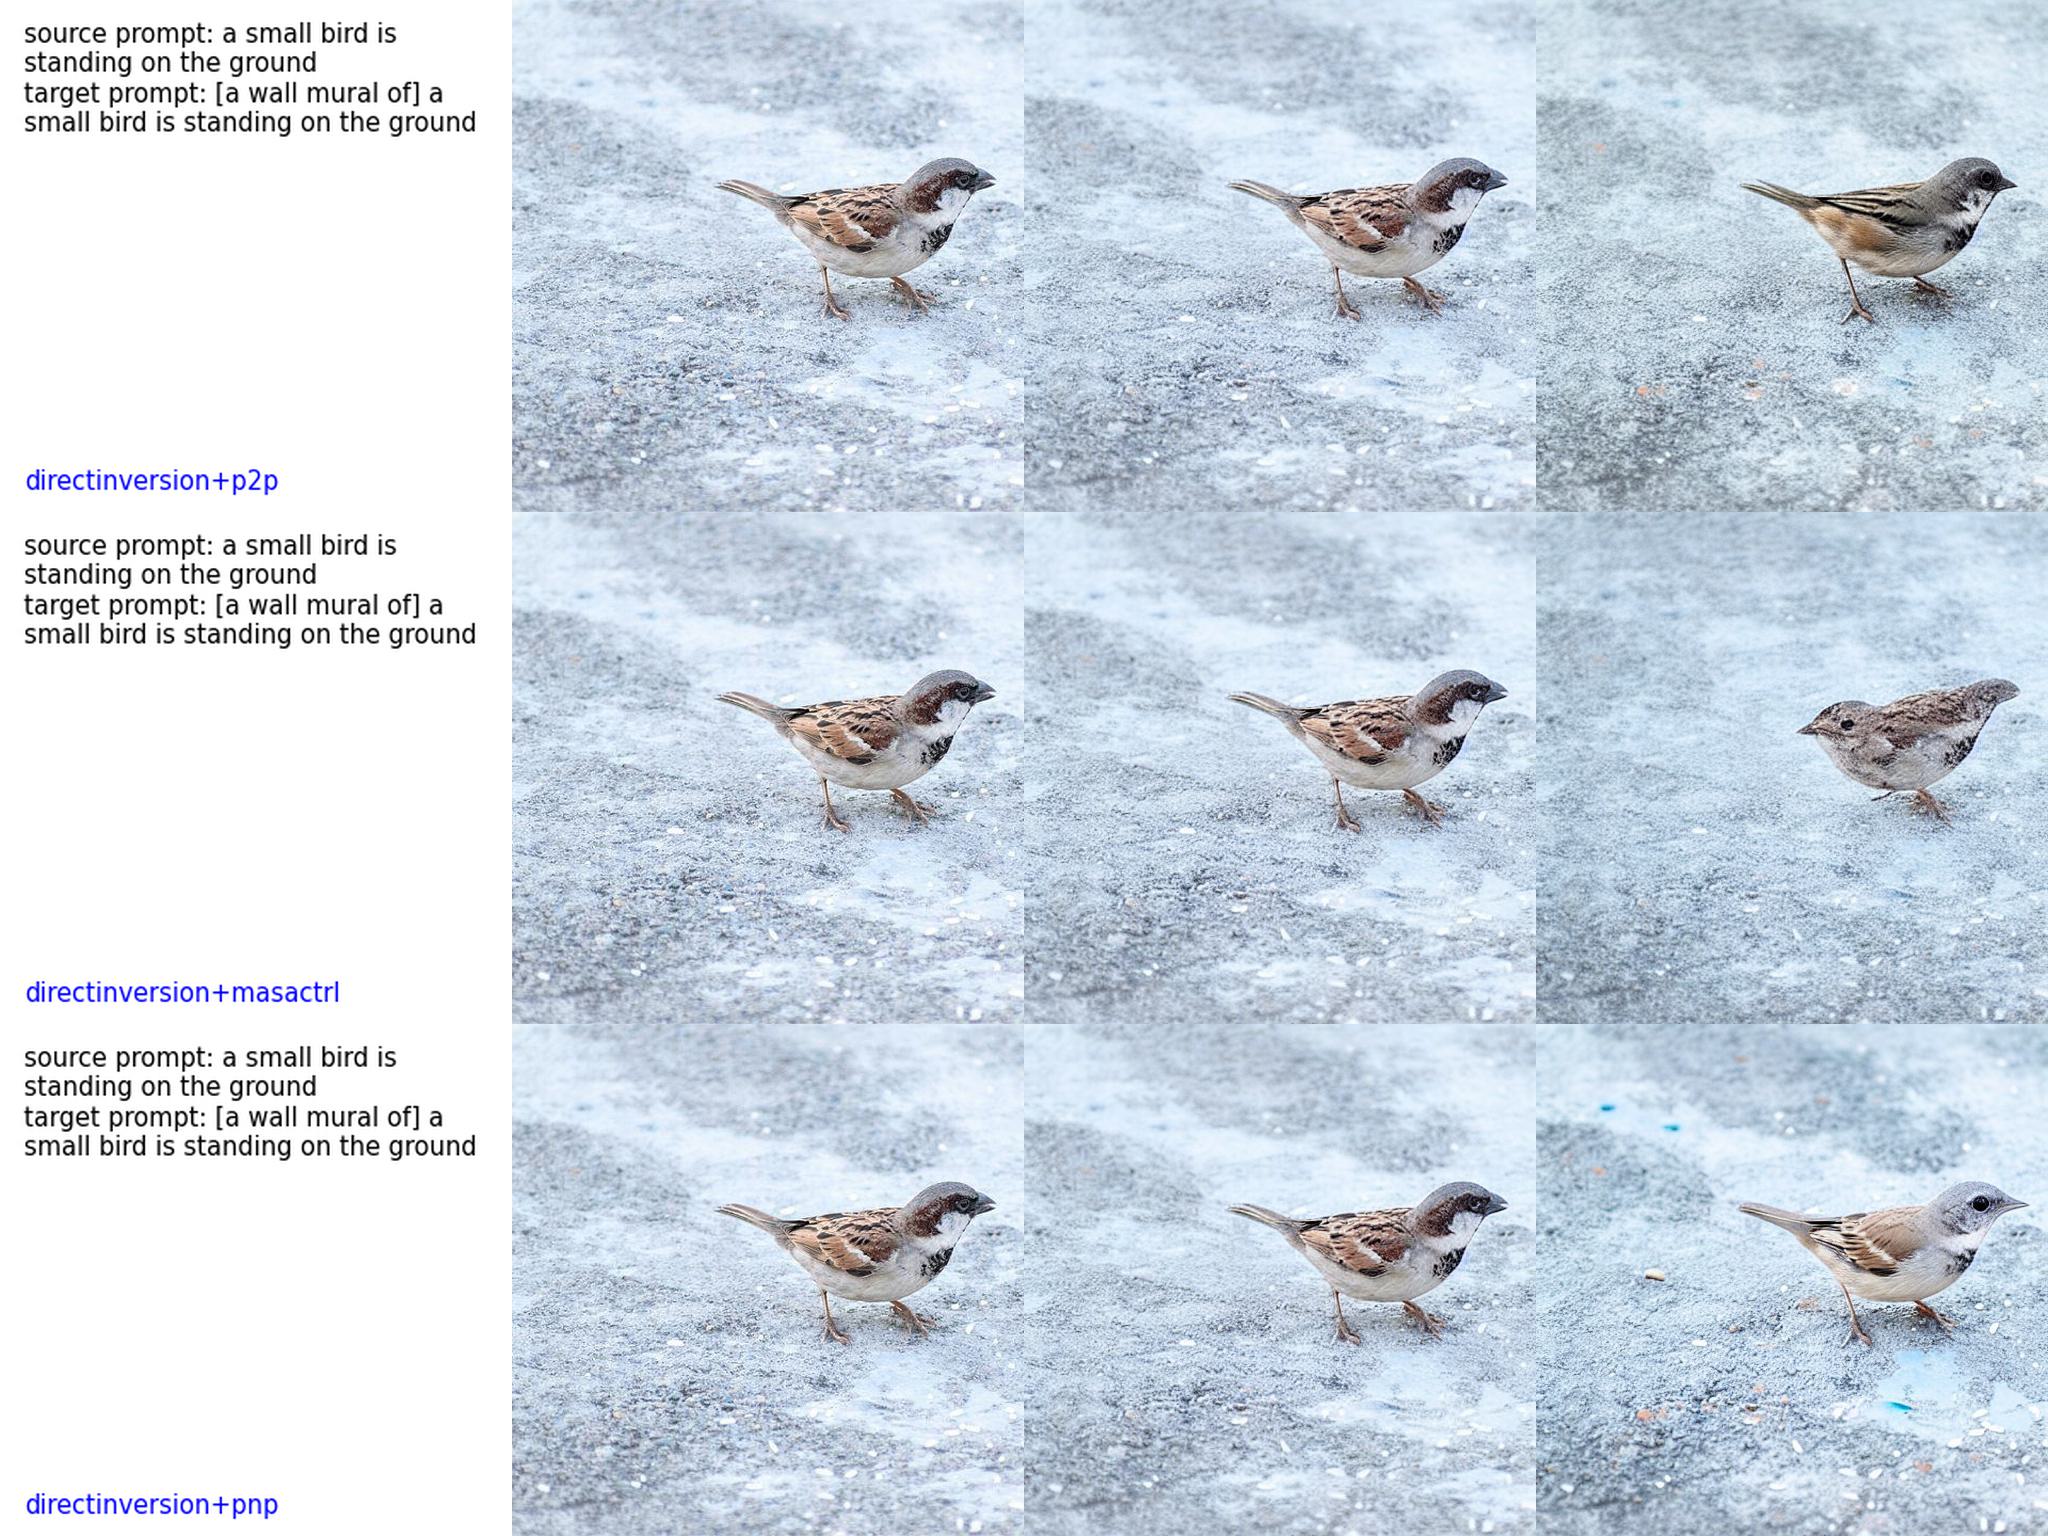 source prompt: a small bird is
standing on the ground
target prompt: [a wall mural of] a
small bird is standing on the ground
directinversion+p2p
source prompt: a small bird is
standing on the ground
target prompt: [a wall mural of] a
small bird is standing on the ground
directinversion+masactrl
source prompt: a small bird is
standing on the ground
target prompt: [a wall mural of] a
small bird is standing on the ground
directinversion+pnp